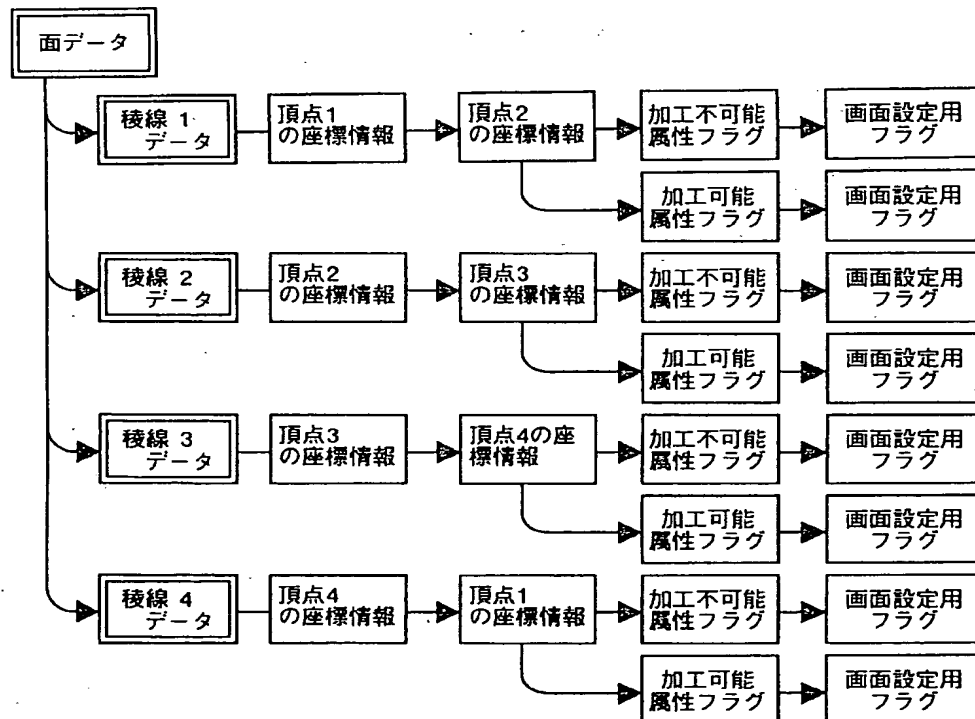 面データ
稜線 1
データ
頂点1
の座標情報
頂点2
の座標情報
加工不可能
属性フラグ
画面設定用
フラグ
加工可能
属性フラグ
画面設定用
フラグ
稜線 2
データ
頂点2
の座標情報
頂点3
の座標情報
加工不可能
属性フラグ
画面設定用
フラグ
加工可能
属性フラグ
画面設定用
フラグ
稜線 3
データ
頂点3
の座標情報
頂点4の座
標情報
加工不可能
属性フラグ
画面設定用
フラグ
加工可能
属性フラグ
画面設定用
フラグ
稜線 4
データ
頂点4
の座標情報
頂点1
の座標情報
加工不可能
属性フラグ
画面設定用
フラグ
加工可能
属性フラグ
画面設定用
フラグ